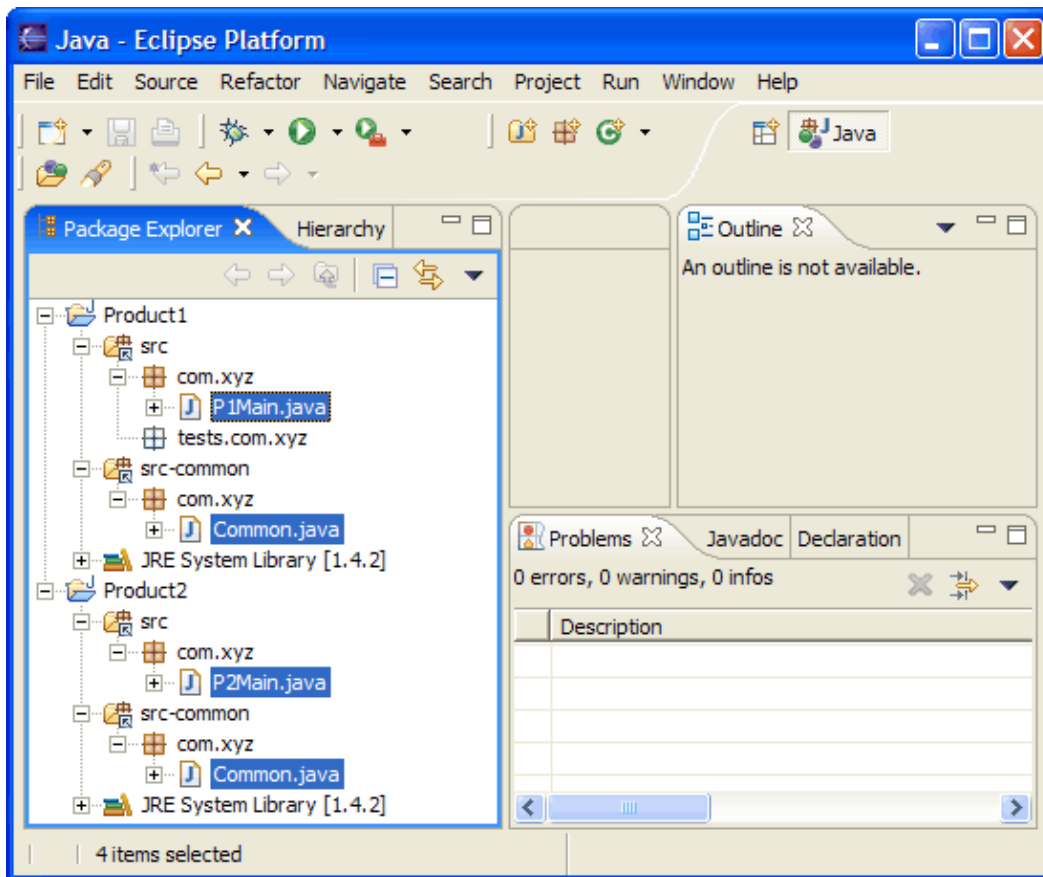 Java - Eclipse Platform
File Edit Source Refactor Navigate Search Project Run Window Help
Java
Package Explorer Hierarchy
Outline
An outline is not available.
Product1
src
com.xyz
P1Main.java
tests.com.xyz
src-common
com.xyz
Common.java
JRE System Library [1.4.2]
Product2
src
com.xyz
P2Main.java
src-common
com.xyz
Common.java
JRE System Library [1.4.2]
Problems Javadoc Declaration
0 errors, 0 warnings, 0 infos
Description
4 items selected